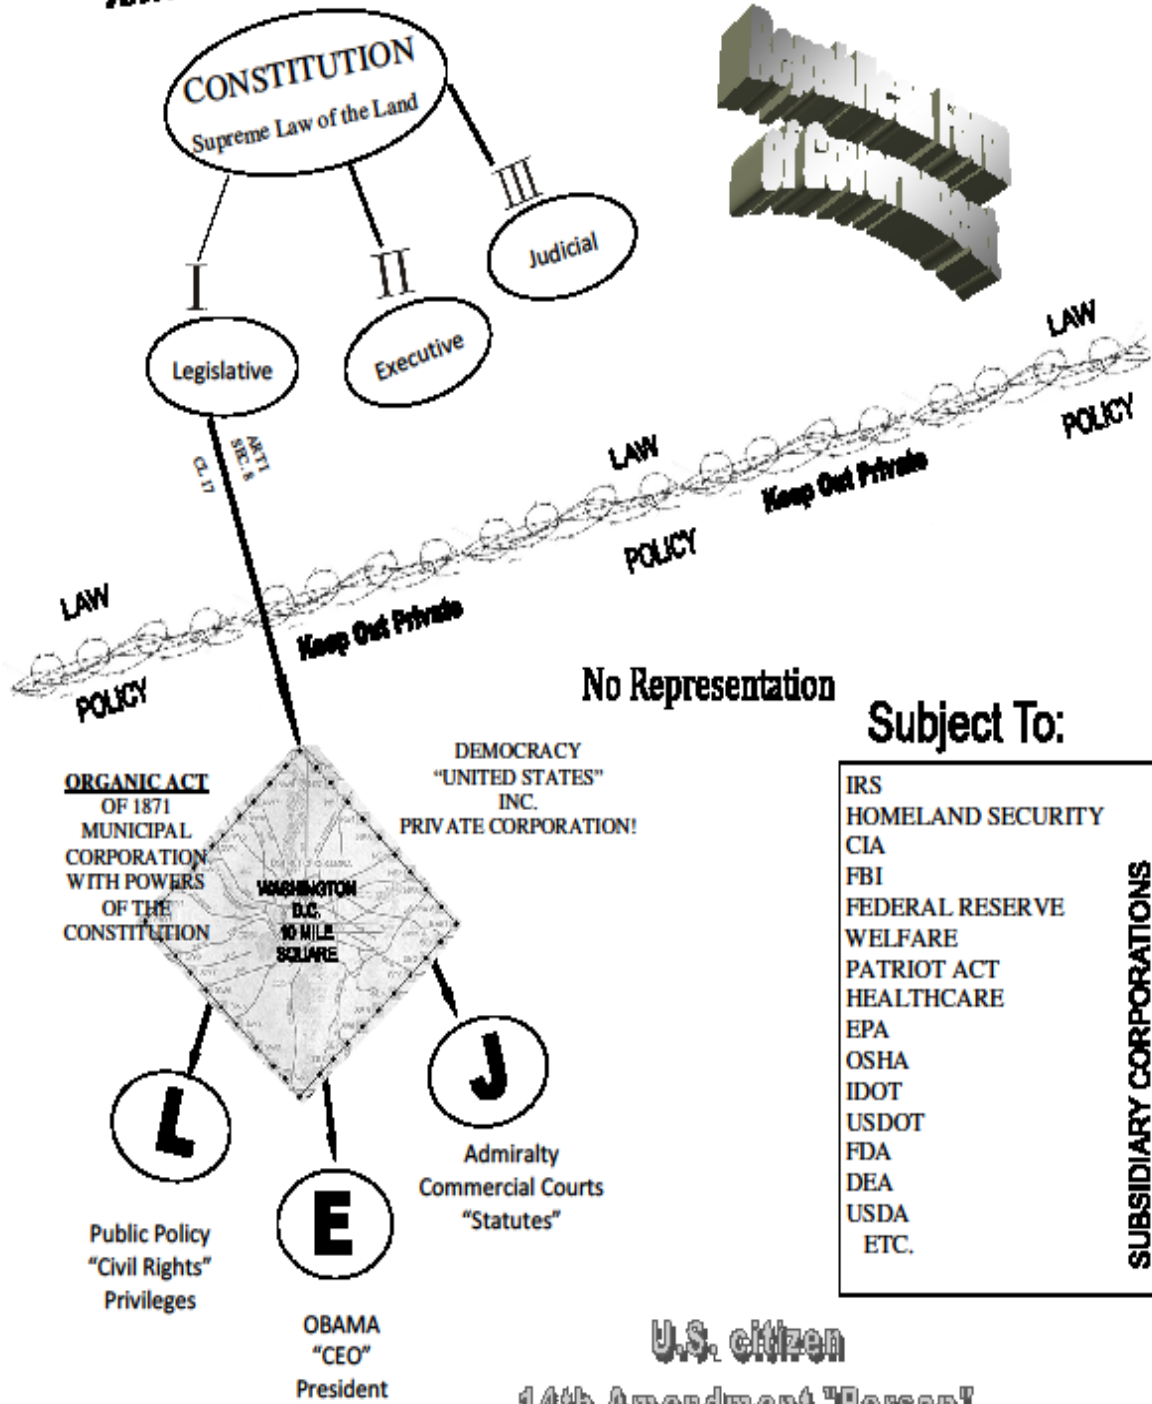 CONSTITUTION
Supreme Law of the Land
Republican Form
of Government
I
II
III
Legislative
Executive
Judicial
ART 1
SEC. 8
CL 17
LAW
POLICY
Keep Out Private
LAW
POLICY
Keep Out Private
LAW
POLICY
No Representation
ORGANIC ACT
OF 1871
MUNICIPAL
CORPORATION
WITH POWERS
OF THE
CONSTITUTION
DEMOCRACY
“UNITED STATES”
INC.
PRIVATE CORPORATION!
WASHINGTON
D.C.
10 MILE
SQUARE
Subject To:
IRS
HOMELAND SECURITY
CIA
FBI
FEDERAL RESERVE
WELFARE
PATRIOT ACT
HEALTHCARE
EPA
OSHA
IDOT
USDOT
FDA
DEA
USDA
ETC.
SUBSIDIARY CORPORATIONS
L
Public Policy
“Civil Rights”
Privileges
E
OBAMA
“CEO”
President
J
Admiralty
Commercial Courts
“Statutes”
U.S. citizen
14th Amendment "Person"